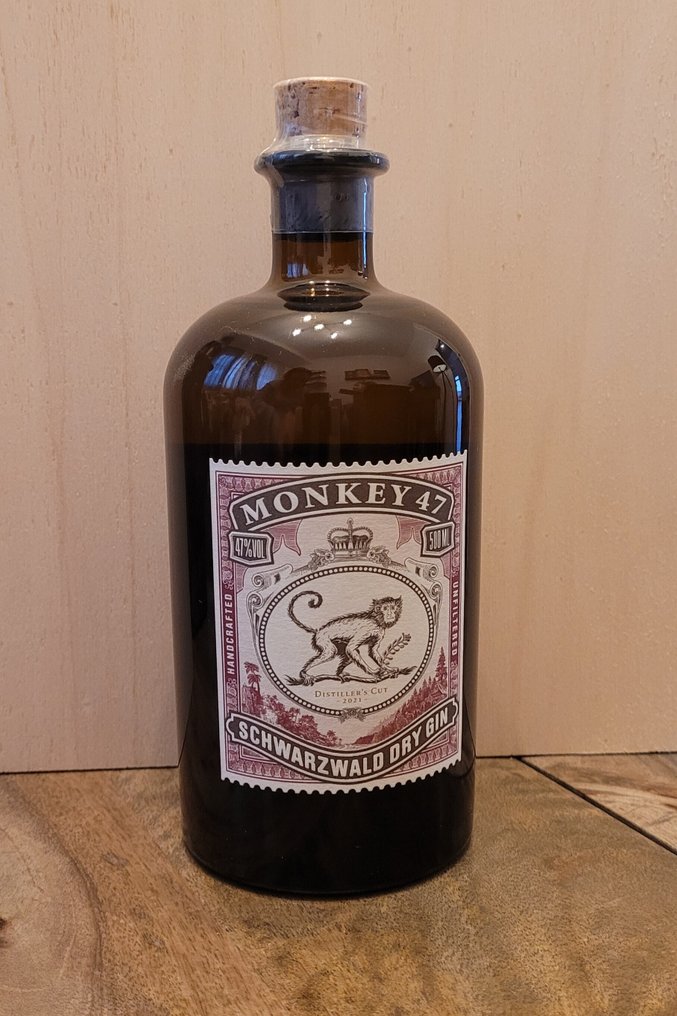 MONKEY 47
47%VOL
500ML
HANDCRAFTED
UNFILTERED
DISTILLER'S CUT
- 2021 -
SCHWARZWALD DRY GIN